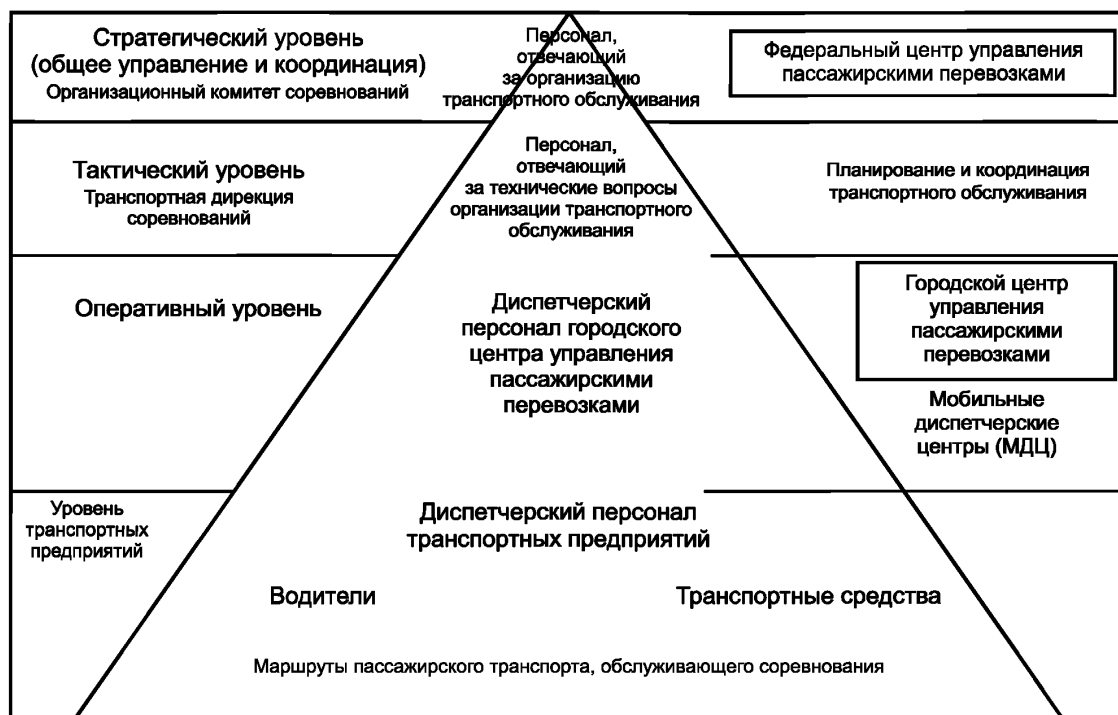 Стратегический уровень
(общее управление и координация)
Организационный комитет соревнований
Персонал,
отвечающий
за организацию
транспортного обслуживания
Федеральный центр управления
пассажирскими перевозками
Тактический уровень
Транспортная дирекция
соревнований
Персонал,
отвечающий
за технические вопросы
организации транспортного
обслуживания
Планирование и координация
транспортного обслуживания
Оперативный уровень
Диспетчерский
персонал городского
центра управления
пассажирскими
перевозками
Городской центр
управления
пассажирскими
перевозками
Мобильные
диспетчерские
центры (МДЦ)
Уровень
транспортных
предприятий
Диспетчерский персонал
транспортных предприятий
Водители
Транспортные средства
Маршруты пассажирского транспорта, обслуживающего соревнования